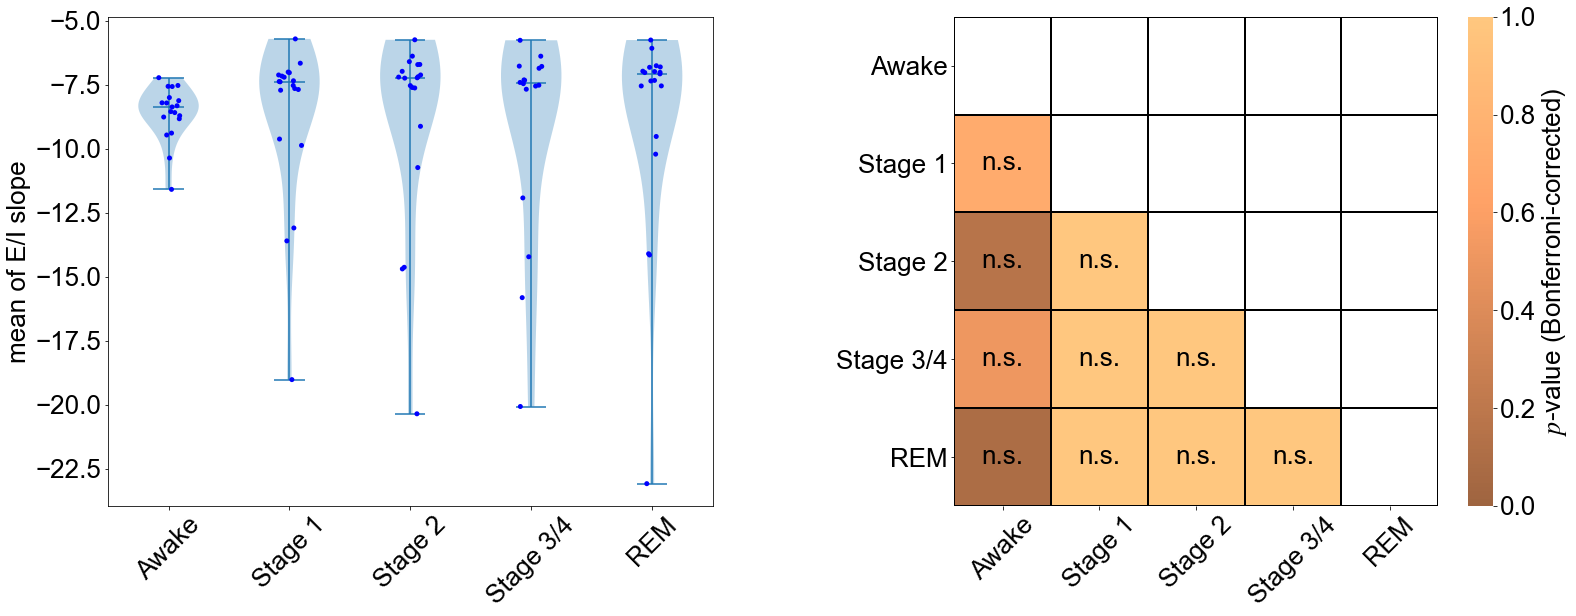 mean of E/I slope
−5.0
−7.5
−10.0
−12.5
−15.0
−17.5
−20.0
−22.5
Awake
Stage 1
Stage 2
Stage 3/4
REM
Awake
Stage 1
Stage 2
Stage 3/4
REM
n.s.
n.s. n.s.
n.s. n.s. n.s.
n.s. n.s. n.s. n.s.
Awake
Stage 1
Stage 2
Stage 3/4
REM
1.0
0.8
0.6
0.4
0.2
0.0
p-value (Bonferroni-corrected)